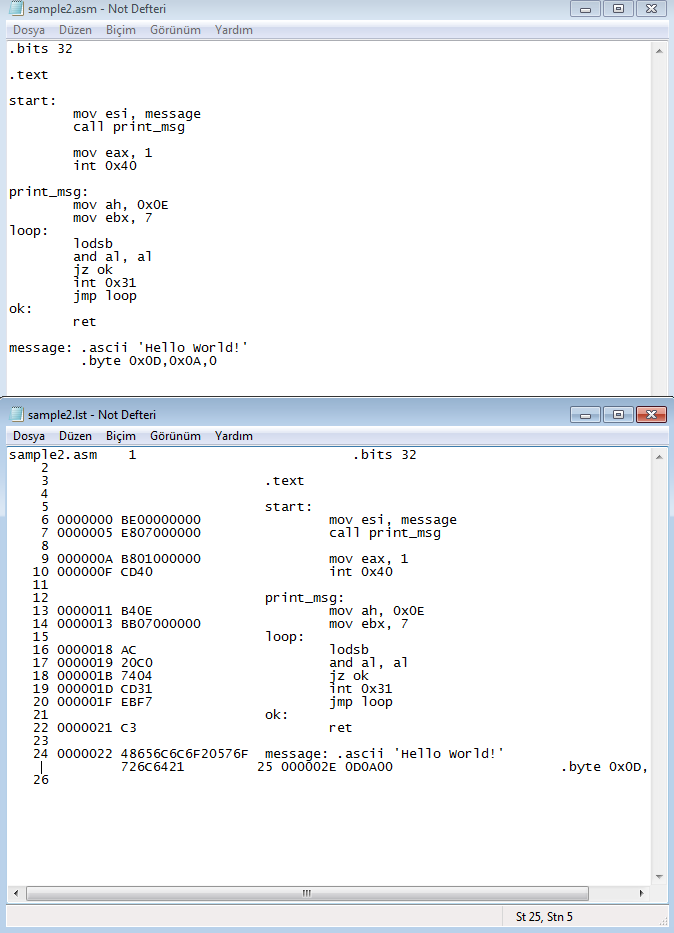 sample2.asm - Not Defteri
Dosya Düzen Biçim Görünüm Yardım
.bits 32
.text
start:
mov esi, message
call print_msg
mov eax, 1
int 0x40
print_msg:
mov ah, 0x0E
mov ebx, 7
loop:
lodsb
and al, al
jz ok
int 0x31
jmp loop
ok:
ret
message: .ascii 'Hello World!'
.byte 0x0D,0x0A,0
sample2.lst - Not Defteri
Dosya Düzen Biçim Görünüm Yardım
sample2.asm 1 .bits 32
2
3 .text
4
5 start:
6 0000000 BE00000000 mov esi, message
7 0000005 E807000000 call print_msg
8
9 000000A B801000000 mov eax, 1
10 000000F CD40 int 0x40
11
12 print_msg:
13 0000011 B40E mov ah, 0x0E
14 0000013 BB07000000 mov ebx, 7
15 loop:
16 0000018 AC lodsb
17 0000019 20C0 and al, al
18 000001B 7404 jz ok
19 000001D CD31 int 0x31
20 000001F EBF7 jmp loop
21 ok:
22 0000021 C3 ret
23
24 0000022 48656C6C6F20576F message: .ascii 'Hello World!'
726C6421 25 000002E 0D0A00 .byte 0x0D,
26
St 25, Stn 5